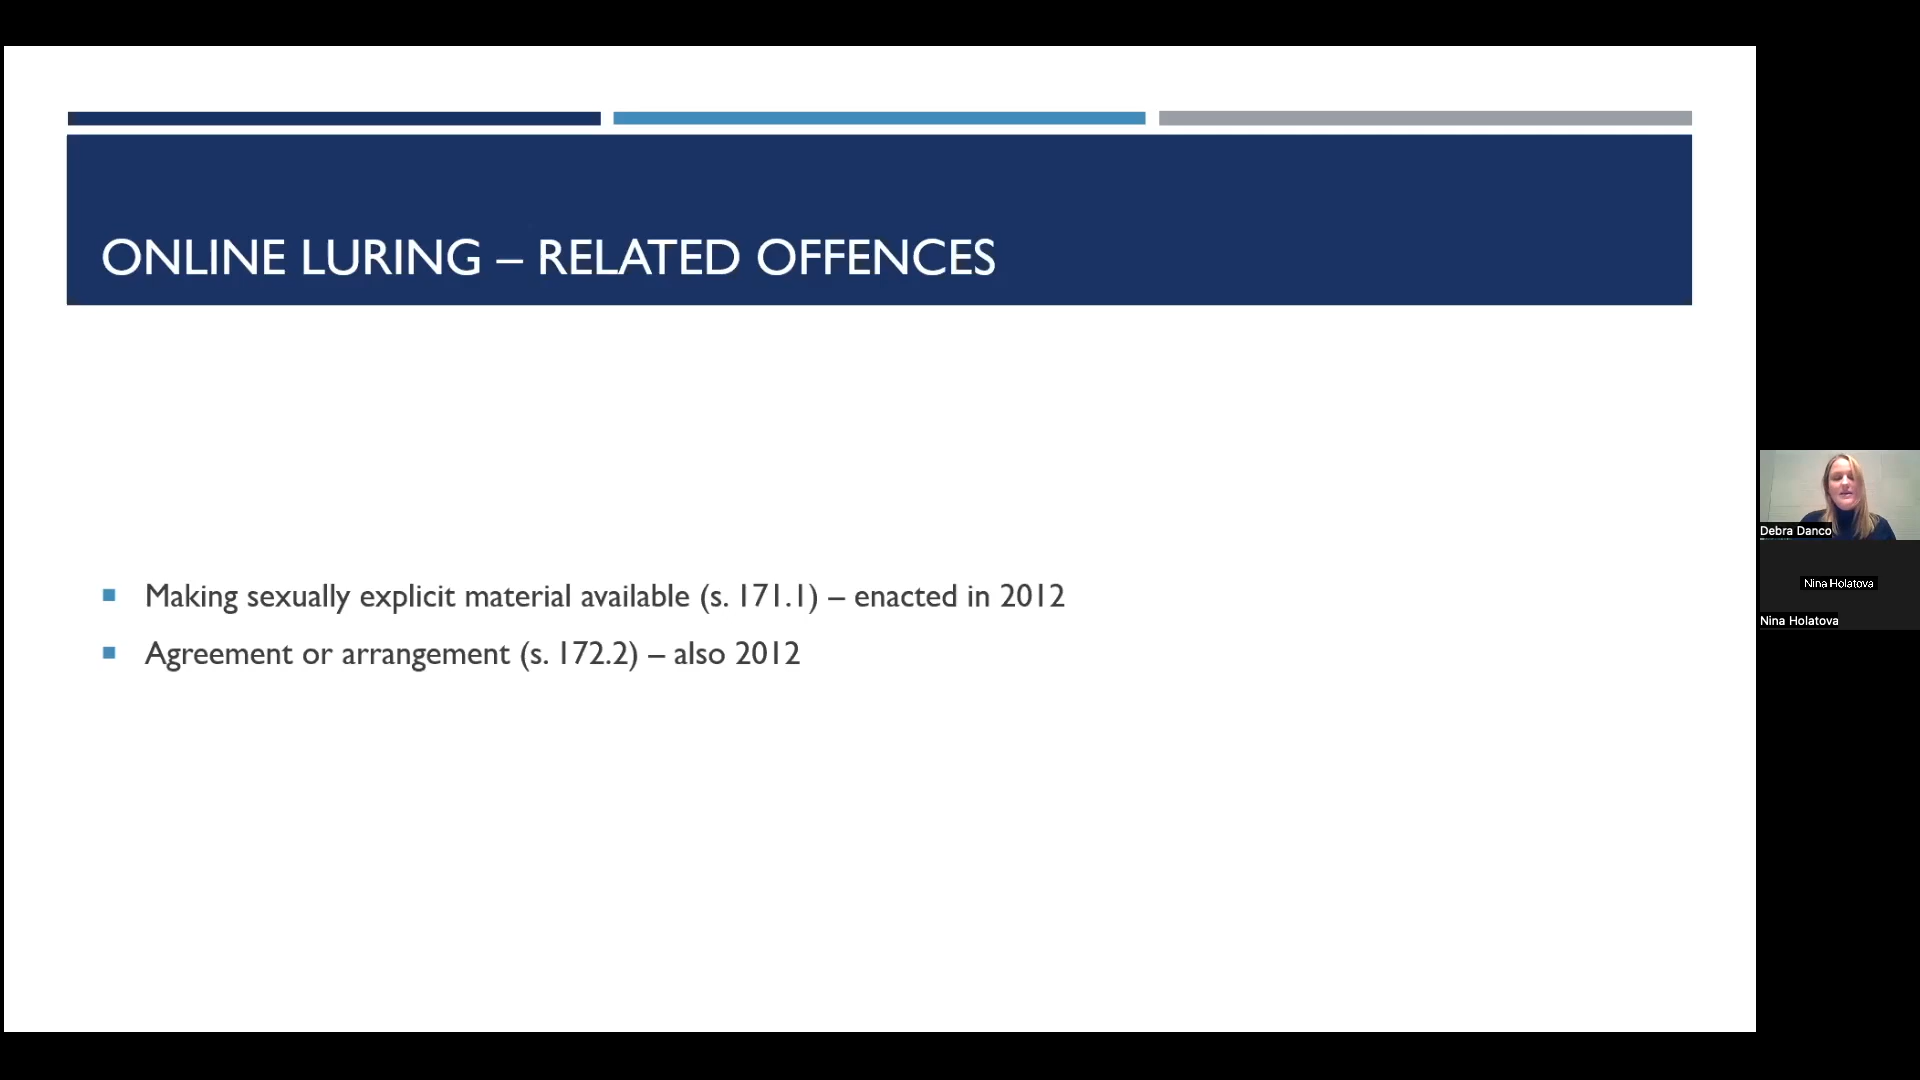 ONLINE LURING – RELATED OFFENCES
Making sexually explicit material available (s. 171.1) – enacted in 2012
Agreement or arrangement (s. 172.2) – also 2012
Debra Danco
Nina Holatova
Nina Holatova